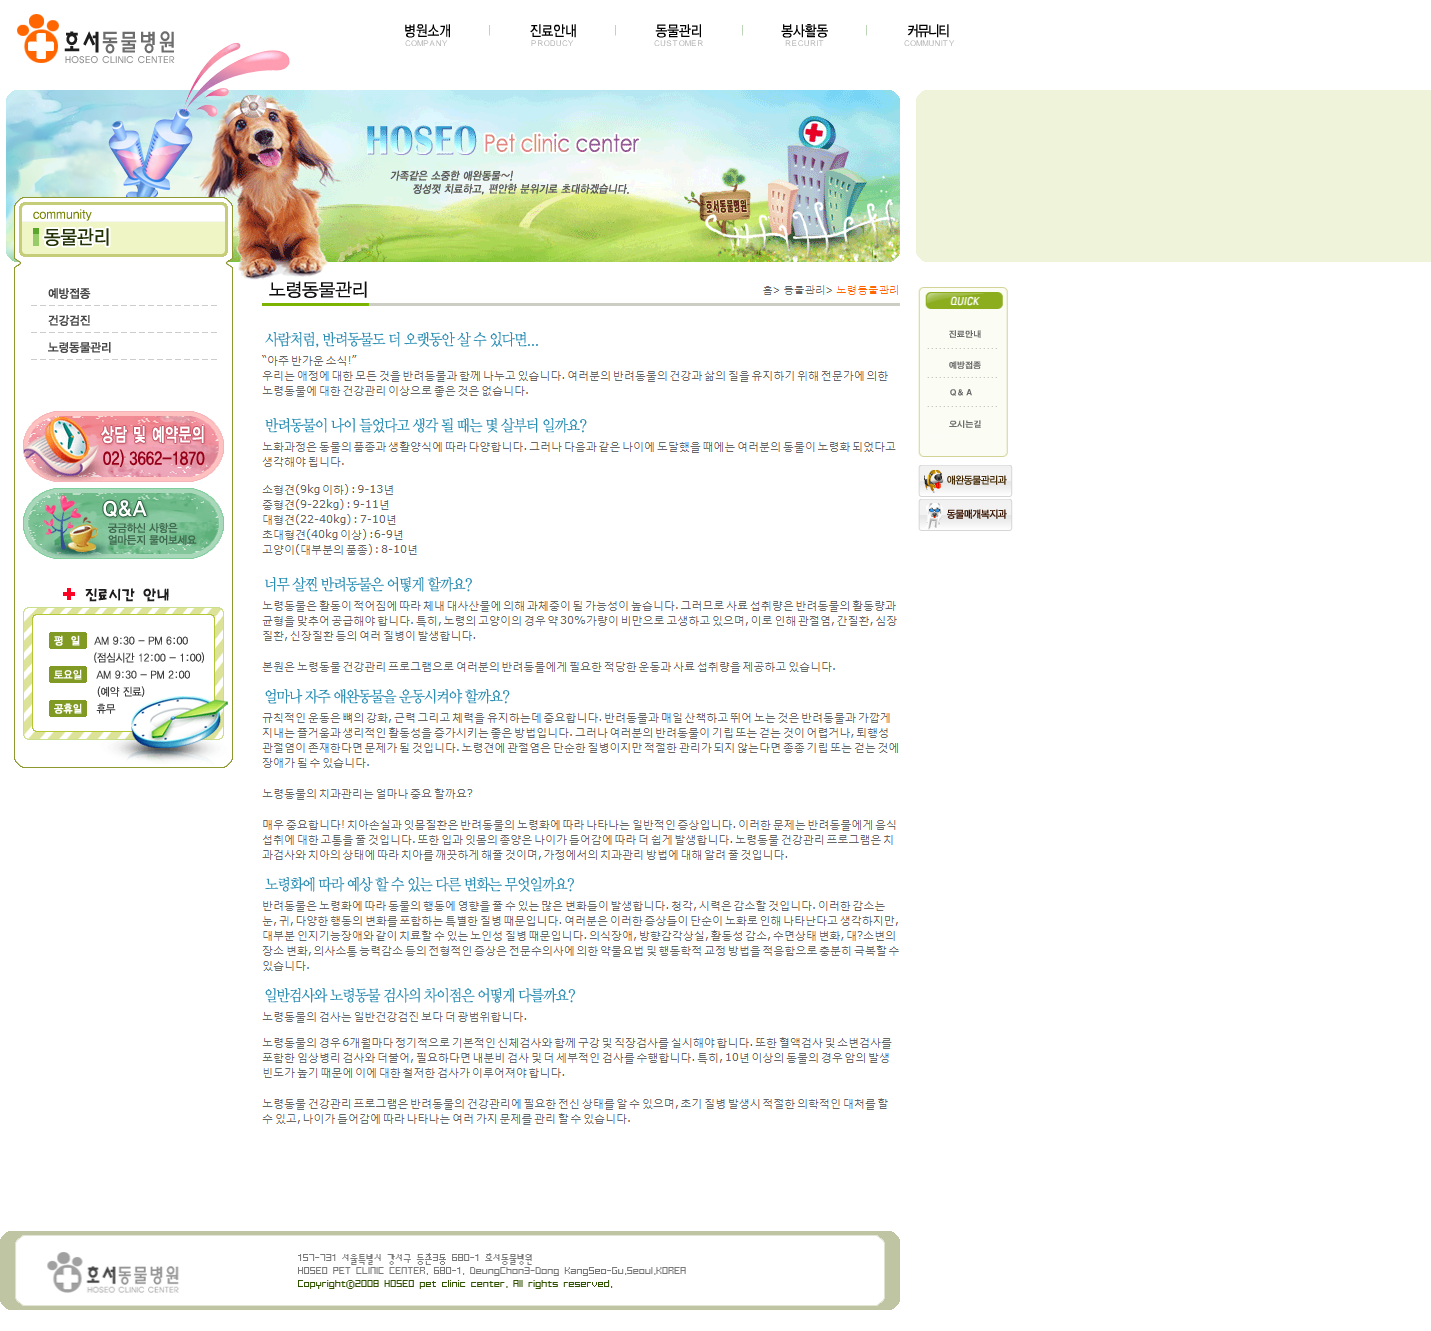 호서동물병원
HOSEO CLINIC CENTER
병원소개 진료안내 동물관리 봉사활동 커뮤니티
COMPANY PRODUCY CUSTOMER RECURIT COMMUNITY
HOSEO Pet clinic center
가족같은 소중한 애완동물~!
정성껏 치료하고, 편안한 분위기로 초대하겠습니다.
호서동물병원
community
동물관리
예방접종
건강검진
노령동물관리
상담 및 예약문의
02) 3662-1870
Q&A
궁금하신 사항은
얼마든지 물어보세요
진료시간 안내
평 일 AM 9:30 - PM 6:00
(점심시간 12:00 - 1:00)
토요일 AM 9:30 - PM 2:00
(예약 진료)
공휴일 휴무
노령동물관리
홈> 동물관리> 노령동물관리
사람처럼, 반려동물도 더 오랫동안 살 수 있다면...
“아주 반가운 소식!”
우리는 애정에 대한 모든 것을 반려동물과 함께 나누고 있습니다. 여러분의 반려동물의 건강과 삶의 질을 유지하기 위해 전문가에 의한
노령동물에 대한 건강관리 이상으로 좋은 것은 없습니다.
반려동물이 나이 들었다고 생각 될 때는 몇 살부터 일까요?
노화과정은 동물의 품종과 생활양식에 따라 다양합니다. 그러나 다음과 같은 나이에 도달했을 때에는 여러분의 동물이 노령화 되었다고
생각해야 됩니다.
소형견(9kg 이하) : 9-13년
중형견(9-22kg) : 9-11년
대형견(22-40kg) : 7-10년
초대형견(40kg 이상) :6-9년
고양이(대부분의 품종) : 8-10년
너무 살찐 반려동물은 어떻게 할까요?
노령동물은 활동이 적어짐에 따라 체내 대사산물에 의해 과체중이 될 가능성이 높습니다. 그러므로 사료 섭취량은 반려동물의 활동량과
균형을 맞추어 공급해야 합니다. 특히, 노령의 고양이의 경우 약 30%가량이 비만으로 고생하고 있으며, 이로 인해 관절염, 간질환, 심장
질환, 신장질환 등의 여러 질병이 발생합니다.
본원은 노령동물 건강관리 프로그램으로 여러분의 반려동물에게 필요한 적당한 운동과 사료 섭취량을 제공하고 있습니다.
얼마나 자주 애완동물을 운동시켜야 할까요?
규칙적인 운동은 뼈의 강화, 근력 그리고 체력을 유지하는데 중요합니다. 반려동물과 매일 산책하고 뛰어 노는 것은 반려동물과 가깝게
지내는 즐거움과 생리적인 활동성을 증가시키는 좋은 방법입니다. 그러나 여러분의 반려동물이 기립 또는 걷는 것이 어렵거나, 퇴행성
관절염이 존재한다면 문제가 될 것입니다. 노령견에 관절염은 단순한 질병이지만 적절한 관리가 되지 않는다면 종종 기립 또는 걷는 것에
장애가 될 수 있습니다.
노령동물의 치과관리는 얼마나 중요 할까요?
매우 중요합니다! 치아손실과 잇몸질환은 반려동물의 노령화에 따라 나타나는 일반적인 증상입니다. 이러한 문제는 반려동물에게 음식
섭취에 대한 고통을 줄 것입니다. 또한 입과 잇몸의 종양은 나이가 들어감에 따라 더 쉽게 발생합니다. 노령동물 건강관리 프로그램은 치
과검사와 치아의 상태에 따라 치아를 깨끗하게 해줄 것이며, 가정에서의 치과관리 방법에 대해 알려 줄 것입니다.
노령화에 따라 예상 할 수 있는 다른 변화는 무엇일까요?
반려동물은 노령화에 따라 동물의 행동에 영향을 줄 수 있는 많은 변화들이 발생합니다. 청각, 시력은 감소할 것입니다. 이러한 감소는
눈, 귀, 다양한 행동의 변화를 포함하는 특별한 질병 때문입니다. 여러분은 이러한 증상들이 단순이 노화로 인해 나타난다고 생각하지만,
대부분 인지기능장애와 같이 치료할 수 있는 노인성 질병 때문입니다. 의식장애, 방향감각상실, 활동성 감소, 수면상태 변화, 대?소변의
장소 변화, 의사소통 능력감소 등의 전형적인 증상은 전문수의사에 의한 약물요법 및 행동학적 교정 방법을 적응함으로 충분히 극복할 수
있습니다.
일반검사와 노령동물 검사의 차이점은 어떻게 다를까요?
노령동물의 검사는 일반건강검진 보다 더 광범위합니다.
노령동물의 경우 6개월마다 정기적으로 기본적인 신체검사와 함께 구강 및 직장검사를 실시해야 합니다. 또한 혈액검사 및 소변검사를
포함한 임상병리 검사와 더불어, 필요하다면 내분비 검사 및 더 세부적인 검사를 수행합니다. 특히, 10년 이상의 동물의 경우 암의 발생
빈도가 높기 때문에 이에 대한 철저한 검사가 이루어져야 합니다.
노령동물 건강관리 프로그램은 반려동물의 건강관리에 필요한 전신 상태를 알 수 있으며, 초기 질병 발생시 적절한 의학적인 대처를 할
수 있고, 나이가 들어감에 따라 나타나는 여러 가지 문제를 관리 할 수 있습니다.
QUICK
진료안내
예방접종
Q & A
오시는길
애완동물관리과
동물매개복지과
호서동물병원
HOSEO CLINIC CENTER
157-731 서울특별시 강서구 등촌3동 680-1 호서동물병원
HOSEO PET CLINIC CENTER, 680-1, DeungChon3-Dong KangSeo-Gu,Seoul,KOREA
Copyright©2008 HOSEO pet clinic center, All rights reserved.